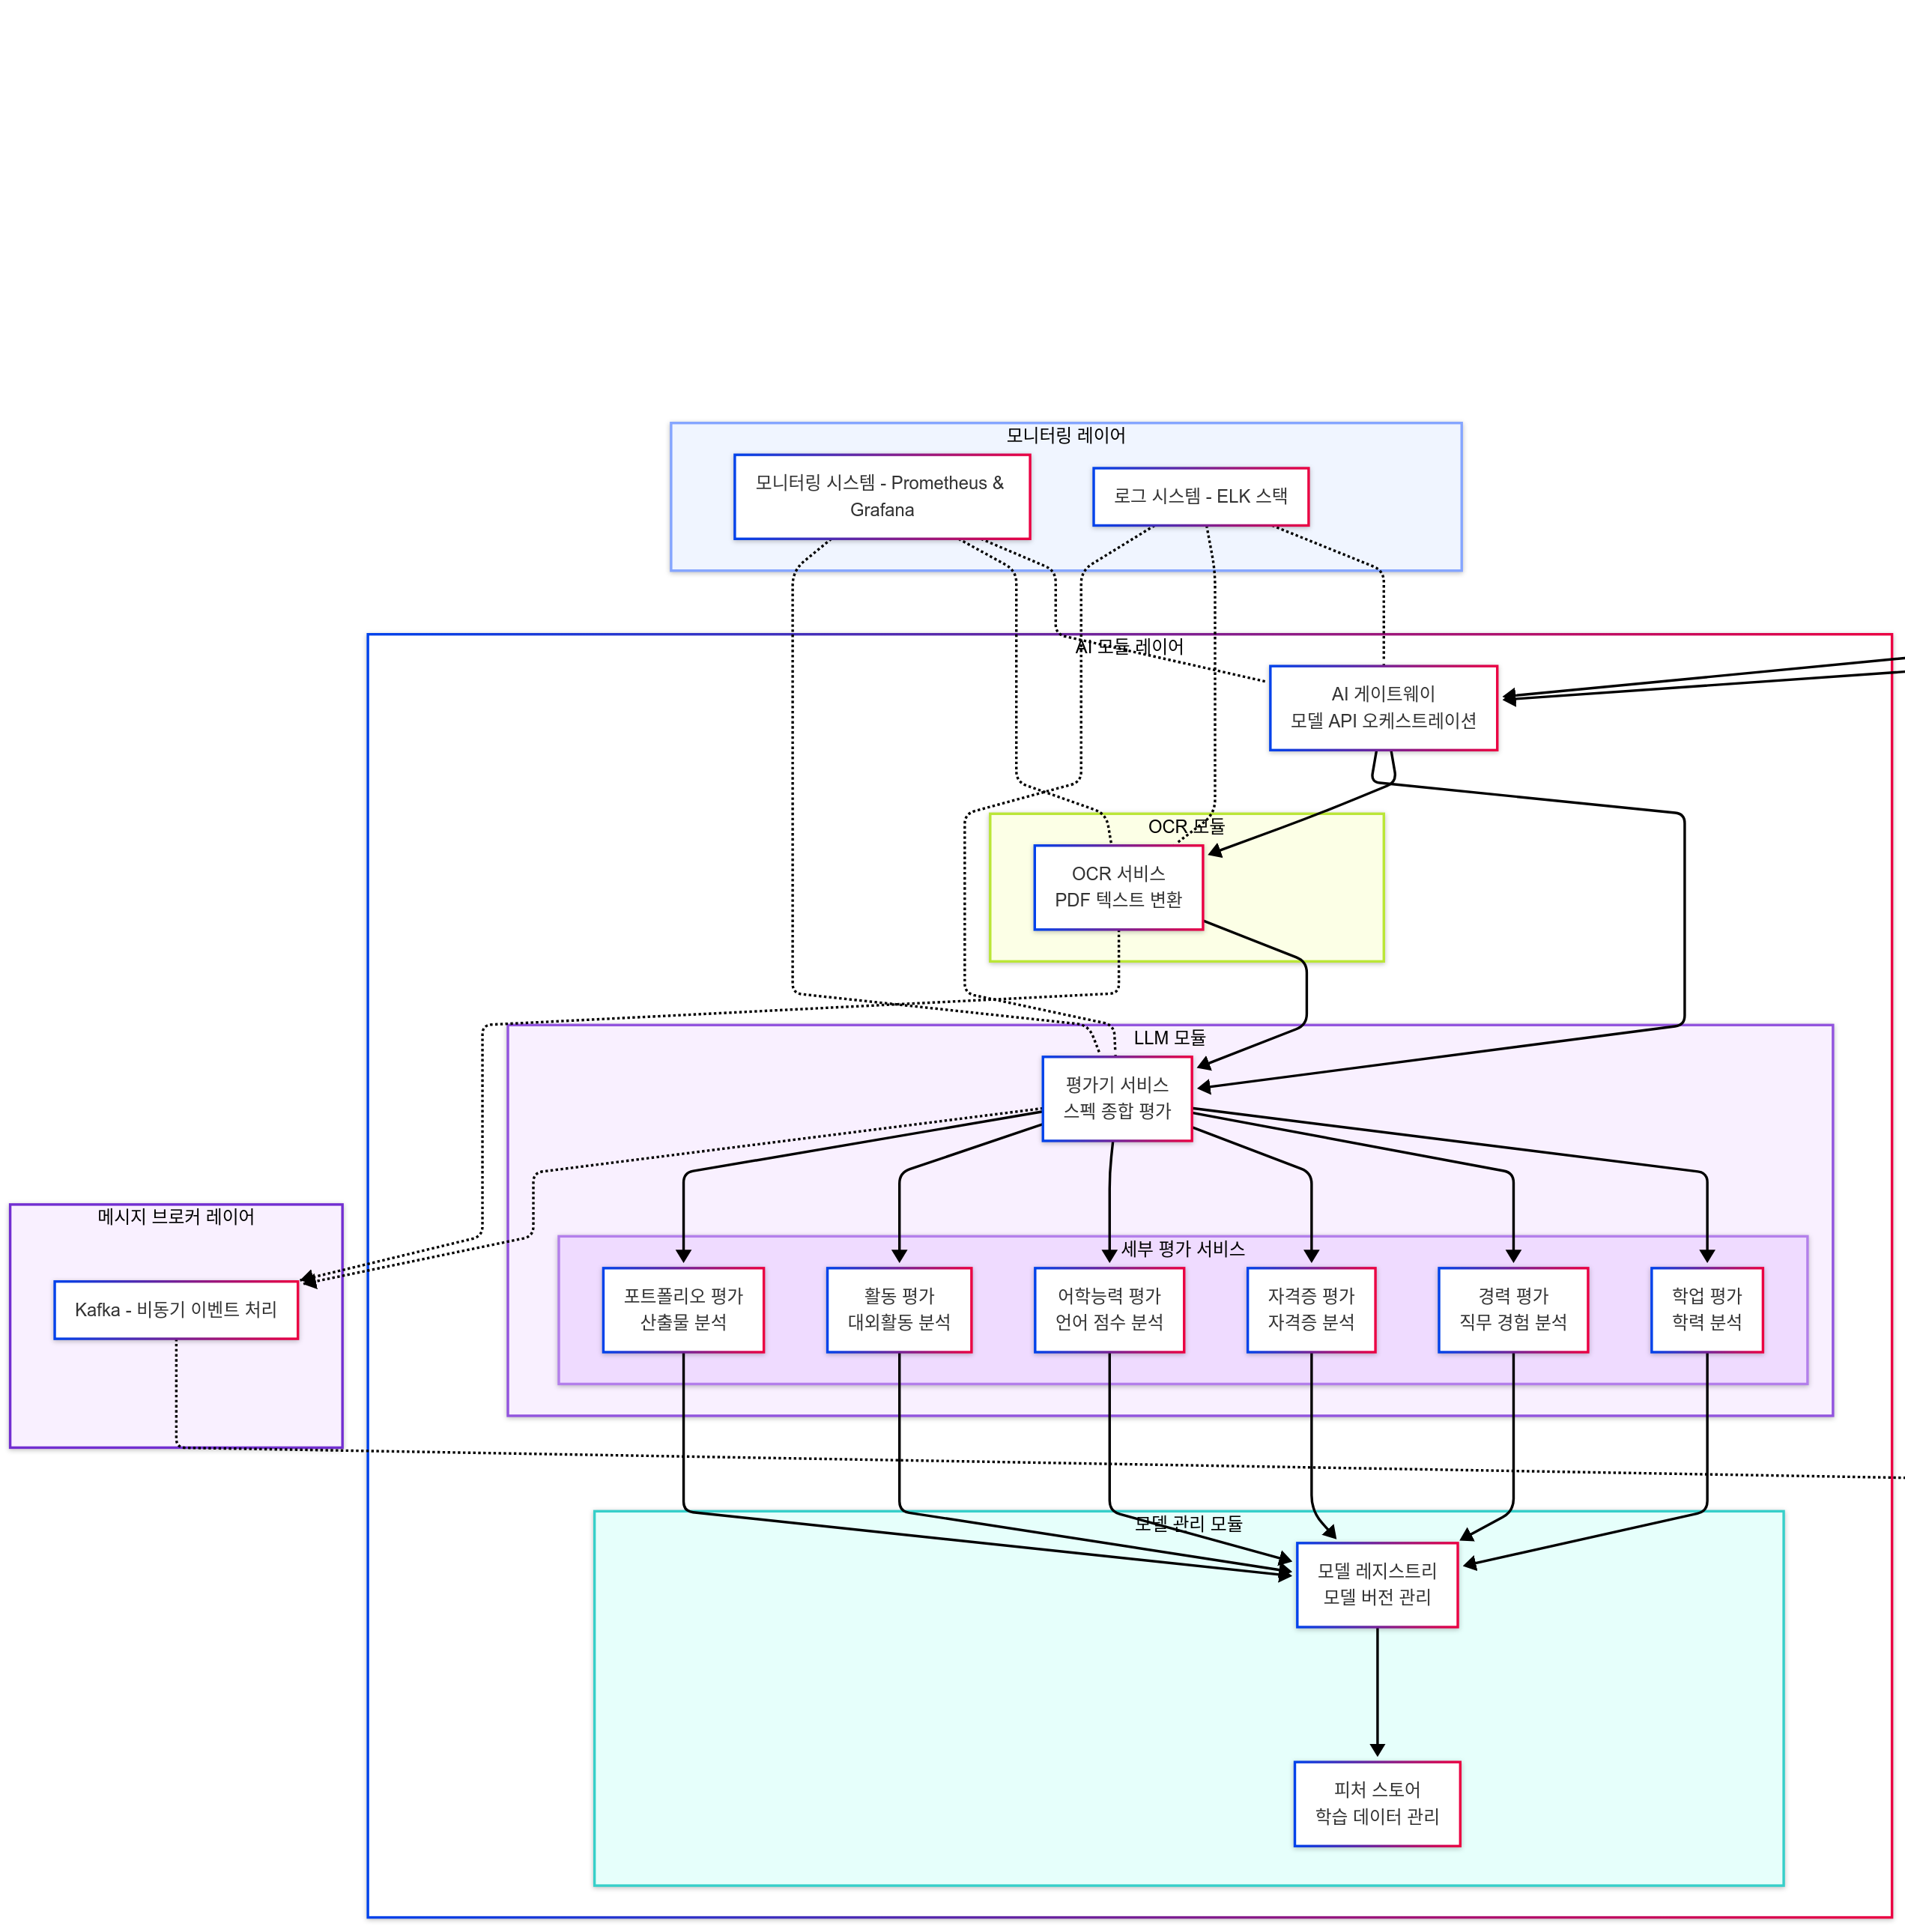 모니터링 레이어
모니터링 시스템 - Prometheus &
Grafana
로그 시스템 - ELK 스택
AI 모듈 레이어
AI 게이트웨이
모델 API 오케스트레이션
OCR 모듈
OCR 서비스
PDF 텍스트 변환
LLM 모듈
평가기 서비스
스펙 종합 평가
메시지 브로커 레이어
Kafka - 비동기 이벤트 처리
세부 평가 서비스
포트폴리오 평가
산출물 분석
활동 평가
대외활동 분석
어학능력 평가
언어 점수 분석
자격증 평가
자격증 분석
경력 평가
직무 경험 분석
학업 평가
학력 분석
모델 관리 모듈
모델 레지스트리
모델 버전 관리
피처 스토어
학습 데이터 관리